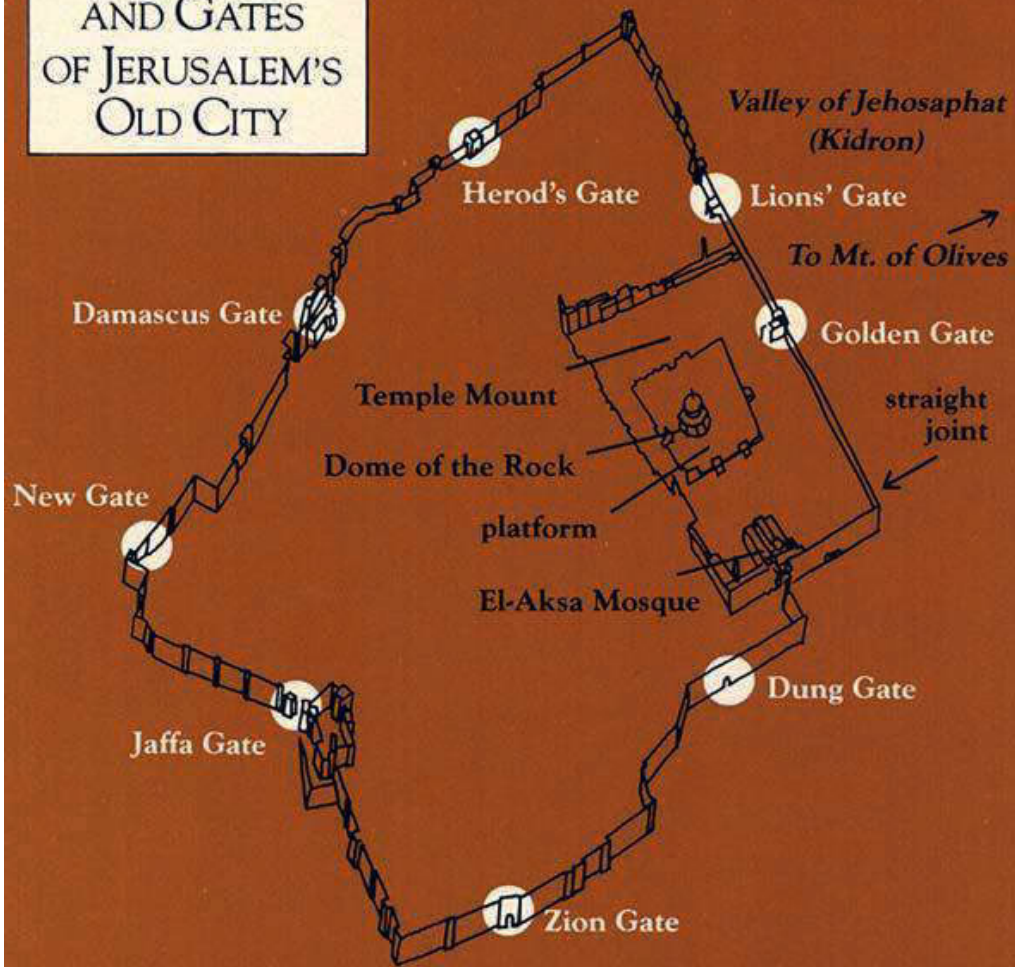 AND GATES
OF JERUSALEM'S
OLD CITY
Valley of Jehosaphat
(Kidron)
Herod's Gate
Lions' Gate
To Mt. of Olives
Damascus Gate
Golden Gate
Temple Mount
straight
joint
Dome of the Rock
New Gate
platform
El-Aksa Mosque
Dung Gate
Jaffa Gate
Zion Gate